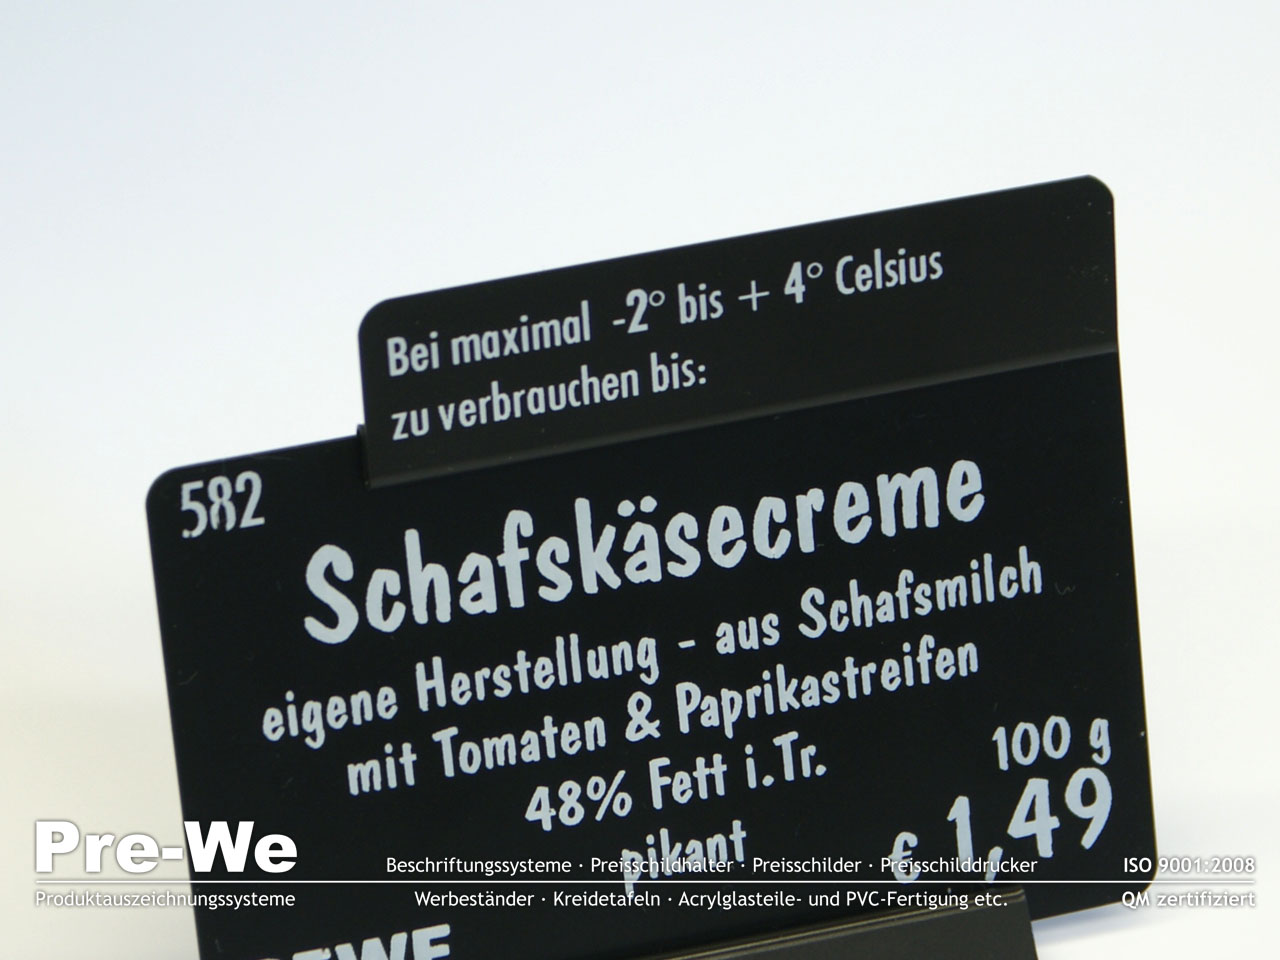 Bei maximal -2° bis + 4° Celsius
zu verbrauchen bis:
582
Schafskäsecreme
eigene Herstellung - aus Schafsmilch
mit Tomaten & Paprikastreifen
48% Fett i.Tr.
100 g
pikant
€ 1,49
Pre-We
Produktauszeichnungssysteme
Beschriftungssysteme · Preisschildhalter · Preisschilder · Preisschilddrucker
Werbeständer · Kreidetafeln · Acrylglasteile- und PVC-Fertigung etc.
ISO 9001:2008
QM zertifiziert